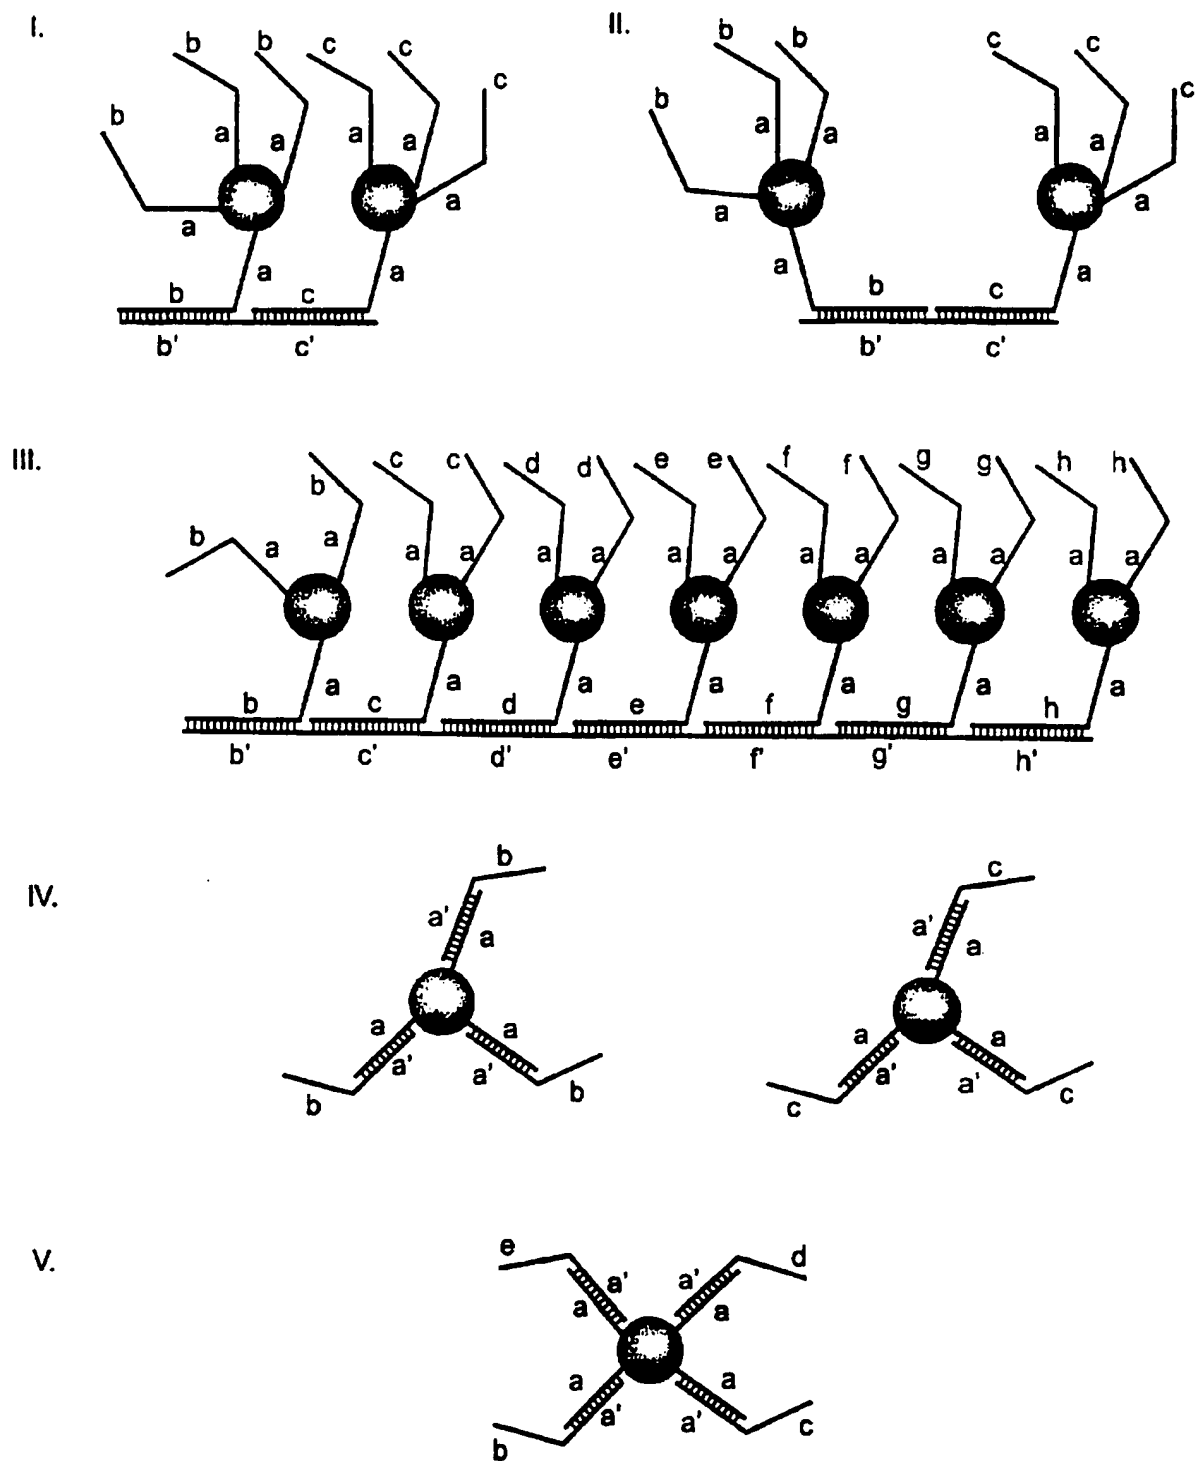 I. II.
b b c c b b c c
b c b c
a a a a a a a a
a a a a
a a a a
b c b c
b' c' b' c'
III.
b c c d d e e f f g g h h
b a a a a a a a a a a a a a
a a a a a a a
b c d e f g h
b' c' d' e' f' g' h'
IV.
b c
a' a a' a
a a a a
a' a' a' a'
b b c c
V.
e d
a' a'
a a
a a
a' a'
b c